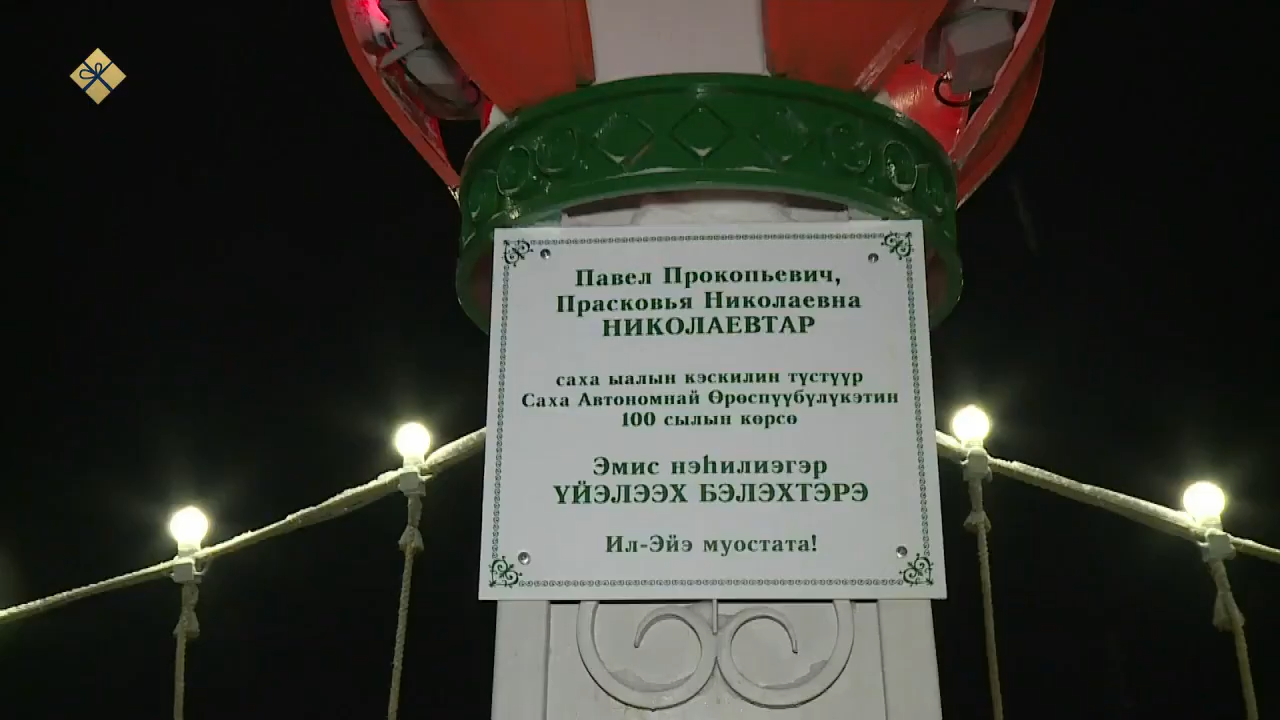 Павел Прокопьевич,
Прасковья Николаевна
НИКОЛАЕВТАР
саха ыалын кэскилин түстүүр
Саха Автономнай Өрөспүүбүлүкэтин
100 сылын көрсө
Эмис нэһилиэгэр
ҮЙЭЛЭЭХ БЭЛЭХТЭРЭ
Ил-Эйэ муостата!